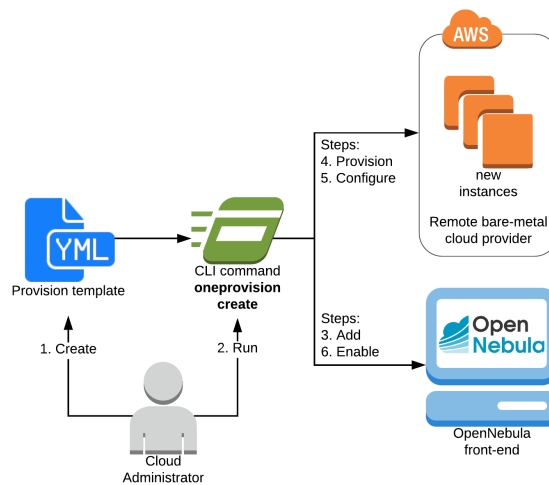 AWS
new
instances
Remote bare-metal
cloud provider
Steps:
4. Provision
5. Configure
YML
Provision template
CLI command
oneprovision
create
Steps:
3. Add
6. Enable
Open
Nebula
OpenNebula
front-end
1. Create
2. Run
Cloud
Administrator